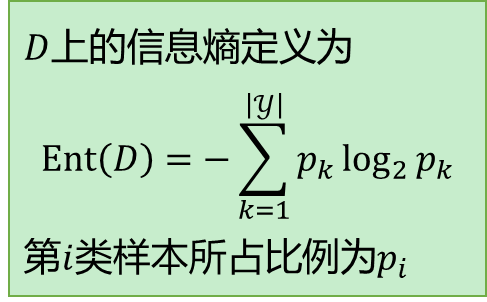 D上的信息熵定义为
Ent(D) = − ∑_{k=1}^{|𝒴|} p_k log_2 p_k
第i类样本所占比例为p_i